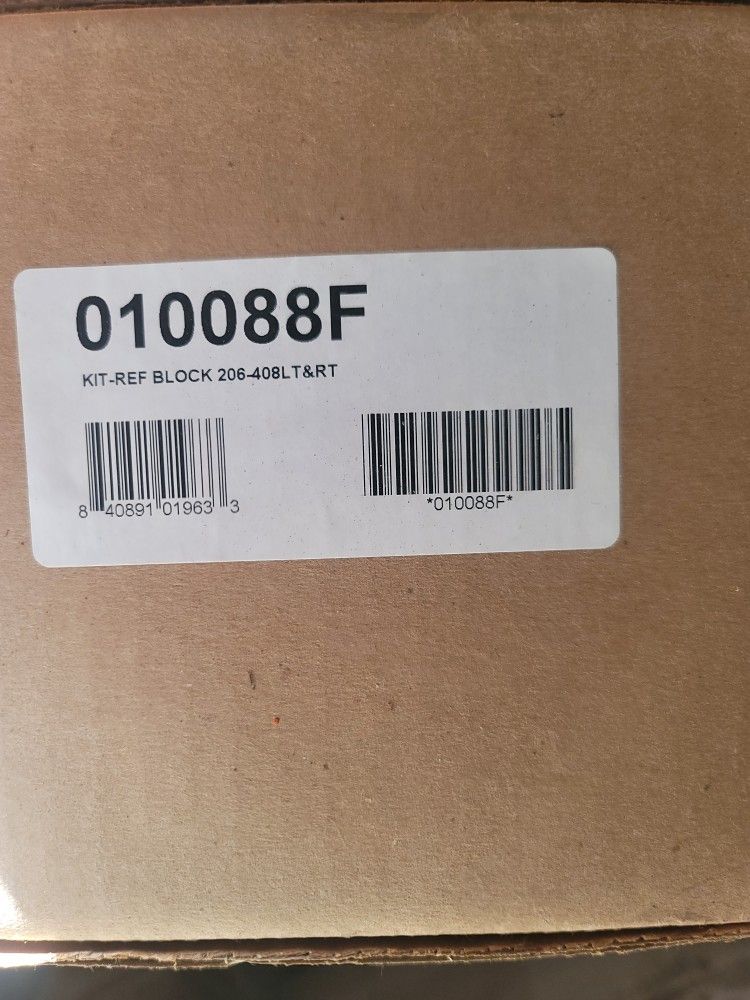 010088F
KIT-REF BLOCK 206-408LT&RT
8 40891 01963 3
*010088F*